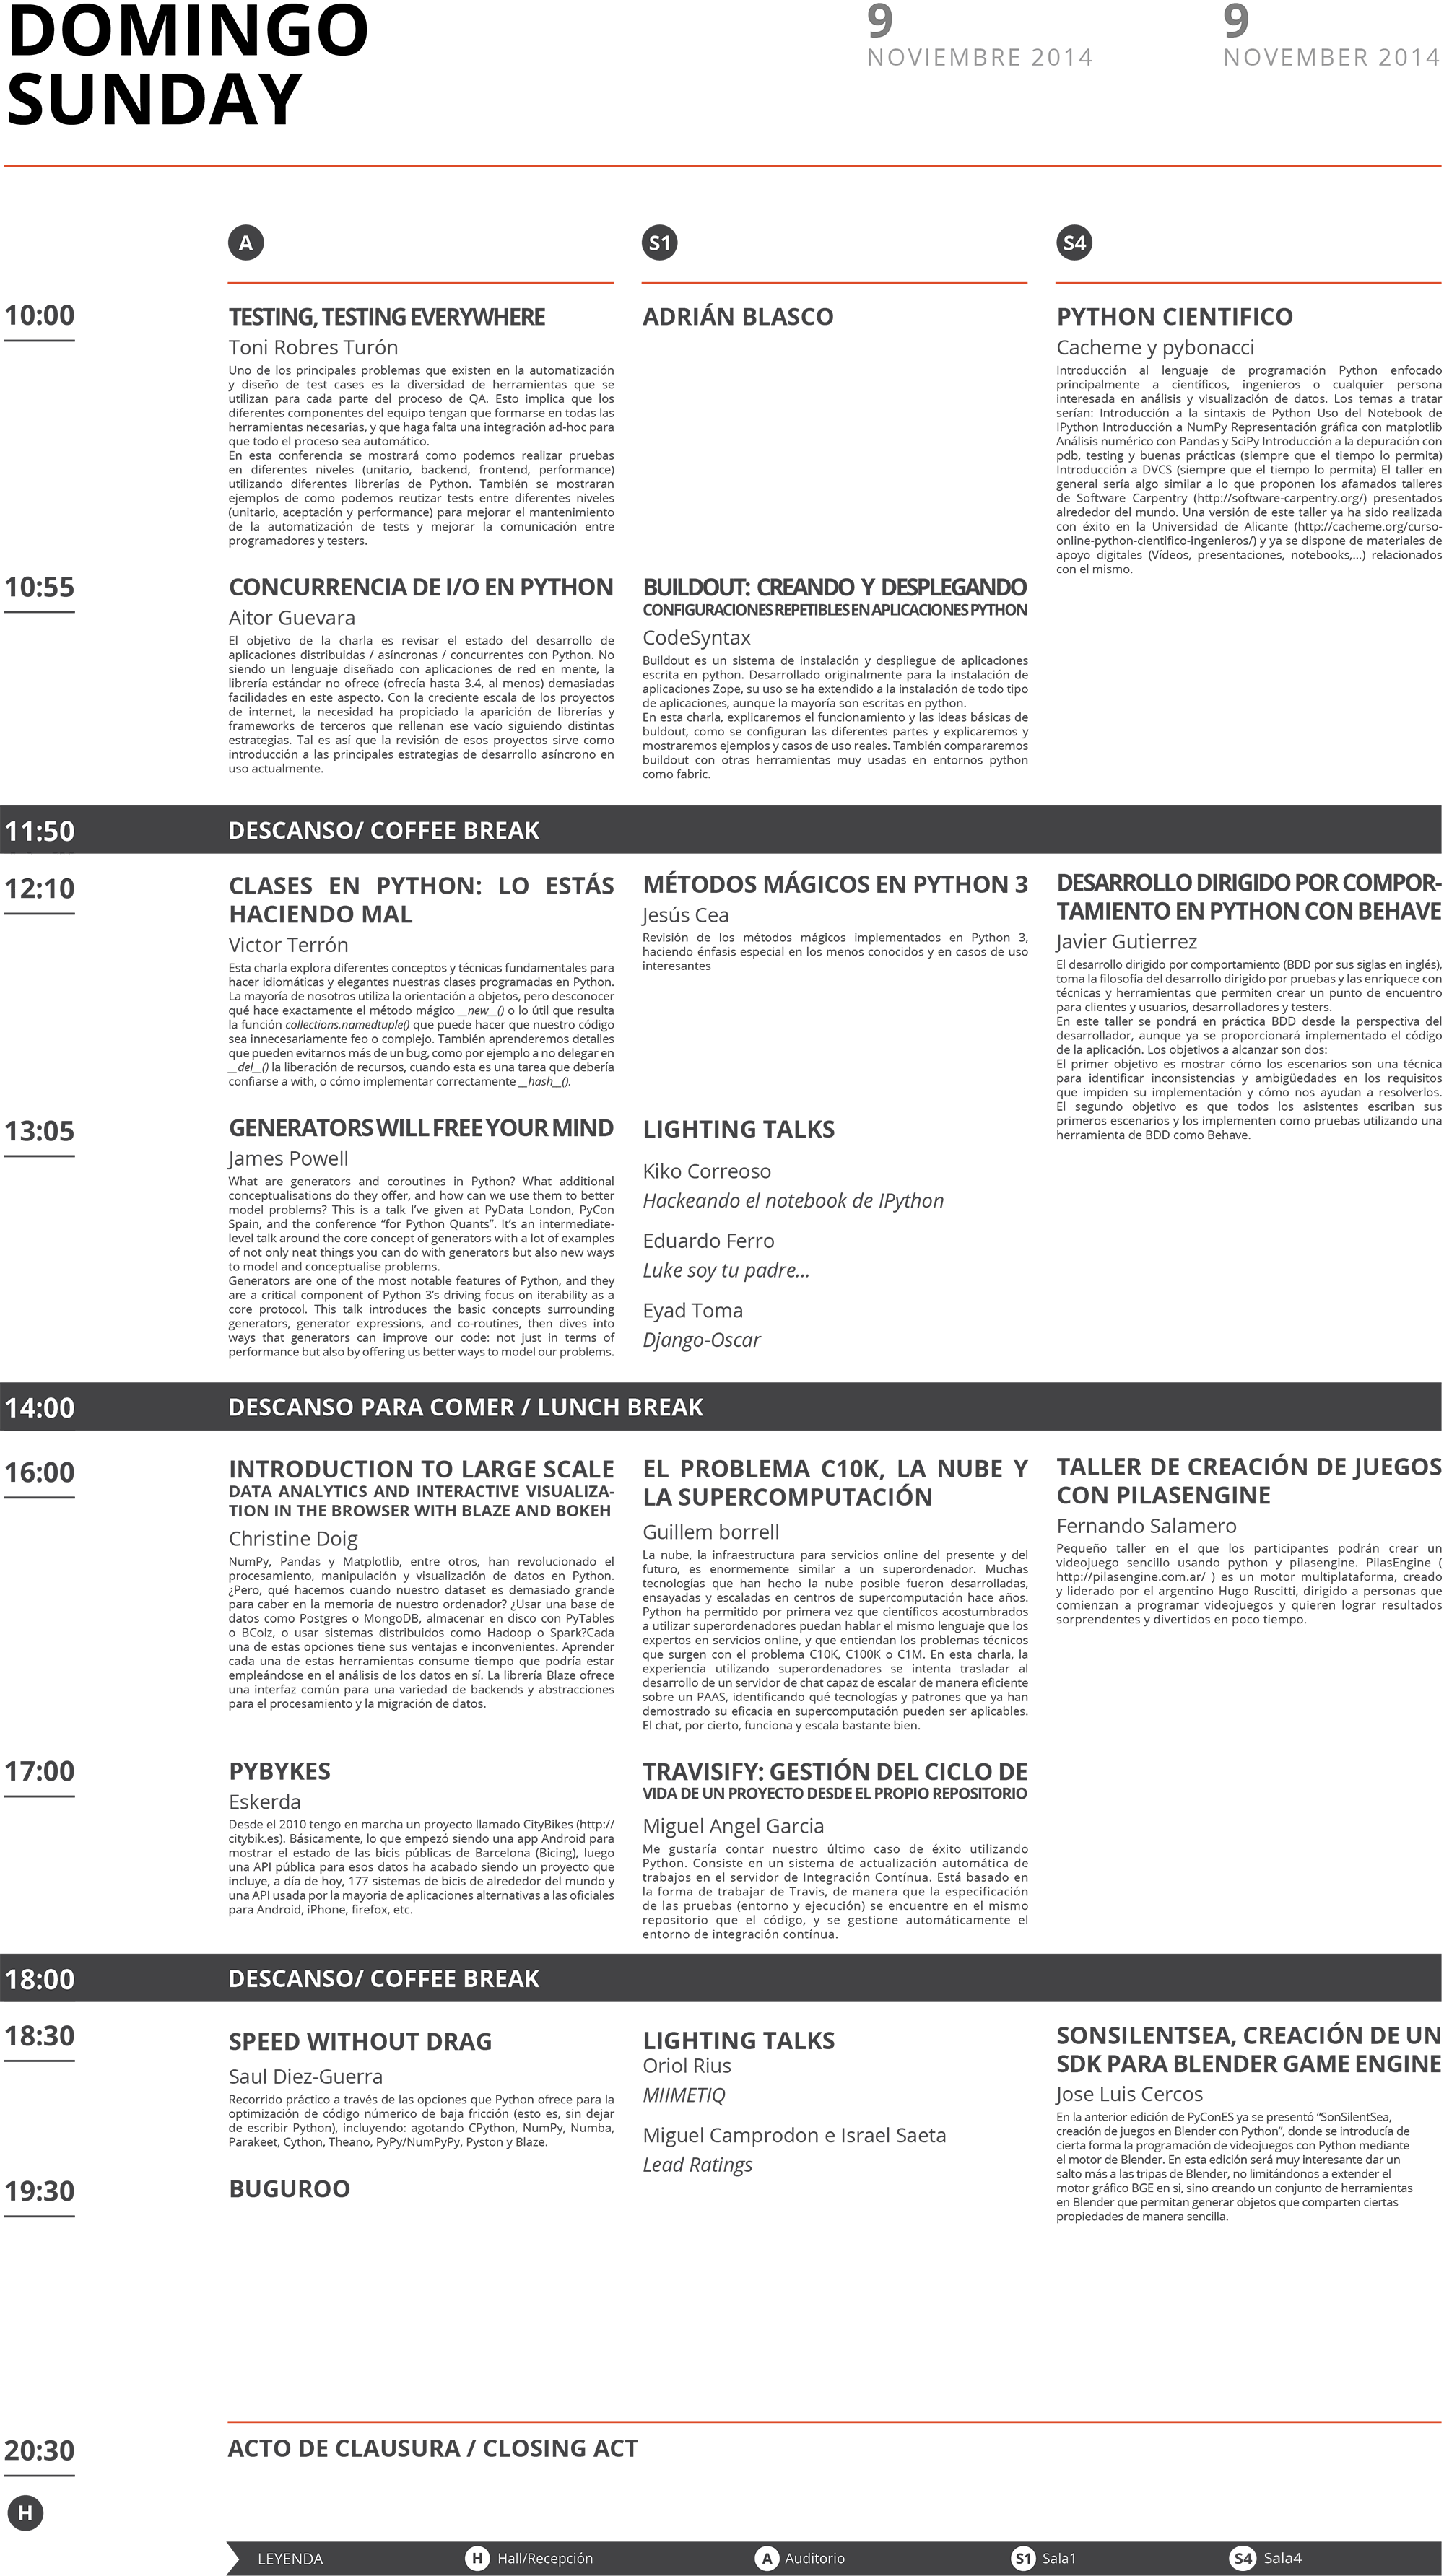 DOMINGO
SUNDAY
9
NOVIEMBRE 2014
9
NOVEMBER 2014
A
S1
S4
10:00
TESTING, TESTING EVERYWHERE
Toni Robres Turón
Uno de los principales problemas que existen en la automatización
y diseño de test cases es la diversidad de herramientas que se
utilizan para cada parte del proceso de QA. Esto implica que los
diferentes componentes del equipo tengan que formarse en todas las
herramientas necesarias, y que haga falta una integración ad-hoc para
que todo el proceso sea automático.
En esta conferencia se mostrará como podemos realizar pruebas
en diferentes niveles (unitario, backend, frontend, performance)
utilizando diferentes librerías de Python. También se mostraran
ejemplos de como podemos reutizar tests entre diferentes niveles
(unitario, aceptación y performance) para mejorar el mantenimiento
de la automatización de tests y mejorar la comunicación entre
programadores y testers.
ADRIÁN BLASCO
PYTHON CIENTIFICO
Cacheme y pybonacci
Introducción al lenguaje de programación Python enfocado
principalmente a científicos, ingenieros o cualquier persona
interesada en análisis y visualización de datos. Los temas a tratar
serían: Introducción a la sintaxis de Python Uso del Notebook de
IPython Introducción a NumPy Representación gráfica con matplotlib
Análisis numérico con Pandas y SciPy Introducción a la depuración con
pdb, testing y buenas prácticas (siempre que el tiempo lo permita)
Introducción a DVCS (siempre que el tiempo lo permita) El taller en
general sería algo similar a lo que proponen los afamados talleres
de Software Carpentry (http://software-carpentry.org/) presentados
alrededor del mundo. Una versión de este taller ya ha sido realizada
con éxito en la Universidad de Alicante (http://cacheme.org/curso-
online-python-cientifico-ingenieros/) y ya se dispone de materiales de
apoyo digitales (Vídeos, presentaciones, notebooks,...) relacionados
con el mismo.
10:55
CONCURRENCIA DE I/O EN PYTHON
Aitor Guevara
El objetivo de la charla es revisar el estado del desarrollo de
aplicaciones distribuidas / asíncronas / concurrentes con Python. No
siendo un lenguaje diseñado con aplicaciones de red en mente, la
librería estándar no ofrece (ofrecía hasta 3.4, al menos) demasiadas
facilidades en este aspecto. Con la creciente escala de los proyectos
de internet, la necesidad ha propiciado la aparición de librerías y
frameworks de terceros que rellenan ese vacío siguiendo distintas
estrategias. Tal es así que la revisión de esos proyectos sirve como
introducción a las principales estrategias de desarrollo asíncrono en
uso actualmente.
BUILDOUT: CREANDO Y DESPLEGANDO
CONFIGURACIONES REPETIBLES EN APLICACIONES PYTHON
CodeSyntax
Buildout es un sistema de instalación y despliegue de aplicaciones
escrita en python. Desarrollado originalmente para la instalación de
aplicaciones Zope, su uso se ha extendido a la instalación de todo tipo
de aplicaciones, aunque la mayoría son escritas en python.
En esta charla, explicaremos el funcionamiento y las ideas básicas de
buldout, como se configuran las diferentes partes y explicaremos y
mostraremos ejemplos y casos de uso reales. También compararemos
buildout con otras herramientas muy usadas en entornos python
como fabric.
11:50
DESCANSO/ COFFEE BREAK
12:10
CLASES EN PYTHON: LO ESTÁS
HACIENDO MAL
Victor Terrón
Esta charla explora diferentes conceptos y técnicas fundamentales para
hacer idiomáticas y elegantes nuestras clases programadas en Python.
La mayoría de nosotros utiliza la orientación a objetos, pero desconocer
qué hace exactamente el método mágico __new__() o lo útil que resulta
la función collections.namedtuple() que puede hacer que nuestro código
sea innecesariamente feo o complejo. También aprenderemos detalles
que pueden evitarnos más de un bug, como por ejemplo a no delegar en
__del__() la liberación de recursos, cuando esta es una tarea que debería
confiarse a with, o cómo implementar correctamente __hash__().
MÉTODOS MÁGICOS EN PYTHON 3
Jesús Cea
Revisión de los métodos mágicos implementados en Python 3,
haciendo énfasis especial en los menos conocidos y en casos de uso
interesantes
DESARROLLO DIRIGIDO POR COMPOR-
TAMIENTO EN PYTHON CON BEHAVE
Javier Gutierrez
El desarrollo dirigido por comportamiento (BDD por sus siglas en inglés),
toma la filosofía del desarrollo dirigido por pruebas y las enriquece con
técnicas y herramientas que permiten crear un punto de encuentro
para clientes y usuarios, desarrolladores y testers.
En este taller se pondrá en práctica BDD desde la perspectiva del
desarrollador, aunque ya se proporcionará implementado el código
de la aplicación. Los objetivos a alcanzar son dos:
El primer objetivo es mostrar cómo los escenarios son una técnica
para identificar inconsistencias y ambigüedades en los requisitos
que impiden su implementación y cómo nos ayudan a resolverlos.
El segundo objetivo es que todos los asistentes escriban sus
primeros escenarios y los implementen como pruebas utilizando una
herramienta de BDD como Behave.
13:05
GENERATORS WILL FREE YOUR MIND
James Powell
What are generators and coroutines in Python? What additional
conceptualisations do they offer, and how can we use them to better
model problems? This is a talk I've given at PyData London, PyCon
Spain, and the conference “for Python Quants”. It's an intermediate-
level talk around the core concept of generators with a lot of examples
of not only neat things you can do with generators but also new ways
to model and conceptualise problems.
Generators are one of the most notable features of Python, and they
are a critical component of Python 3's driving focus on iterability as a
core protocol. This talk introduces the basic concepts surrounding
generators, generator expressions, and co-routines, then dives into
ways that generators can improve our code: not just in terms of
performance but also by offering us better ways to model our problems.
LIGHTING TALKS
Kiko Correoso
Hackeando el notebook de IPython
Eduardo Ferro
Luke soy tu padre...
Eyad Toma
Django-Oscar
14:00
DESCANSO PARA COMER / LUNCH BREAK
16:00
INTRODUCTION TO LARGE SCALE
DATA ANALYTICS AND INTERACTIVE VISUALIZA-
TION IN THE BROWSER WITH BLAZE AND BOKEH
Christine Doig
NumPy, Pandas y Matplotlib, entre otros, han revolucionado el
procesamiento, manipulación y visualización de datos en Python.
¿Pero, qué hacemos cuando nuestro dataset es demasiado grande
para caber en la memoria de nuestro ordenador? ¿Usar una base de
datos como Postgres o MongoDB, almacenar en disco con PyTables
o BColz, o usar sistemas distribuidos como Hadoop o Spark?Cada
una de estas opciones tiene sus ventajas e inconvenientes. Aprender
cada una de estas herramientas consume tiempo que podría estar
empleándose en el análisis de los datos en sí. La librería Blaze ofrece
una interfaz común para una variedad de backends y abstracciones
para el procesamiento y la migración de datos.
EL PROBLEMA C10K, LA NUBE Y
LA SUPERCOMPUTACIÓN
Guillem borrell
La nube, la infraestructura para servicios online del presente y del
futuro, es enormemente similar a un superordenador. Muchas
tecnologías que han hecho la nube posible fueron desarrolladas,
ensayadas y escaladas en centros de supercomputación hace años.
Python ha permitido por primera vez que científicos acostumbrados
a utilizar superordenadores puedan hablar el mismo lenguaje que los
expertos en servicios online, y que entiendan los problemas técnicos
que surgen con el problema C10K, C100K o C1M. En esta charla, la
experiencia utilizando superordenadores se intenta trasladar al
desarrollo de un servidor de chat capaz de escalar de manera eficiente
sobre un PAAS, identificando qué tecnologías y patrones que ya han
demostrado su eficacia en supercomputación pueden ser aplicables.
El chat, por cierto, funciona y escala bastante bien.
TALLER DE CREACIÓN DE JUEGOS
CON PILASENGINE
Fernando Salamero
Pequeño taller en el que los participantes podrán crear un
videojuego sencillo usando python y pilasengine. PilasEngine (
http://pilasengine.com.ar/ ) es un motor multiplataforma, creado
y liderado por el argentino Hugo Ruscitti, dirigido a personas que
comienzan a programar videojuegos y quieren lograr resultados
sorprendentes y divertidos en poco tiempo.
17:00
PYBYKES
Eskerda
Desde el 2010 tengo en marcha un proyecto llamado CityBikes (http://
citybik.es). Básicamente, lo que empezó siendo una app Android para
mostrar el estado de las bicis públicas de Barcelona (Bicing), luego
una API pública para esos datos ha acabado siendo un proyecto que
incluye, a día de hoy, 177 sistemas de bicis de alrededor del mundo y
una API usada por la mayoria de aplicaciones alternativas a las oficiales
para Android, iPhone, firefox, etc.
TRAVISIFY: GESTIÓN DEL CICLO DE
VIDA DE UN PROYECTO DESDE EL PROPIO REPOSITORIO
Miguel Angel Garcia
Me gustaría contar nuestro último caso de éxito utilizando
Python. Consiste en un sistema de actualización automática de
trabajos en el servidor de Integración Contínua. Está basado en
la forma de trabajar de Travis, de manera que la especificación
de las pruebas (entorno y ejecución) se encuentre en el mismo
repositorio que el código, y se gestione automáticamente el
entorno de integración contínua.
18:00
DESCANSO/ COFFEE BREAK
18:30
SPEED WITHOUT DRAG
Saul Diez-Guerra
Recorrido práctico a través de las opciones que Python ofrece para la
optimización de código númerico de baja fricción (esto es, sin dejar
de escribir Python), incluyendo: agotando CPython, NumPy, Numba,
Parakeet, Cython, Theano, PyPy/NumPyPy, Pyston y Blaze.
LIGHTING TALKS
Oriol Rius
MIIMETIQ
Miguel Camprodon e Israel Saeta
Lead Ratings
SONSILENTSEA, CREACIÓN DE UN
SDK PARA BLENDER GAME ENGINE
Jose Luis Cercos
En la anterior edición de PyConES ya se presentó “SonSilentSea,
creación de juegos en Blender con Python”, donde se introducía de
cierta forma la programación de videojuegos con Python mediante
el motor de Blender. En esta edición será muy interesante dar un
salto más a las tripas de Blender, no limitándonos a extender el
motor gráfico BGE en si, sino creando un conjunto de herramientas
en Blender que permitan generar objetos que comparten ciertas
propiedades de manera sencilla.
19:30
BUGUROO
20:30
ACTO DE CLAUSURA / CLOSING ACT
H
LEYENDA
H Hall/Recepción
A Auditorio
S1 Sala1
S4 Sala4